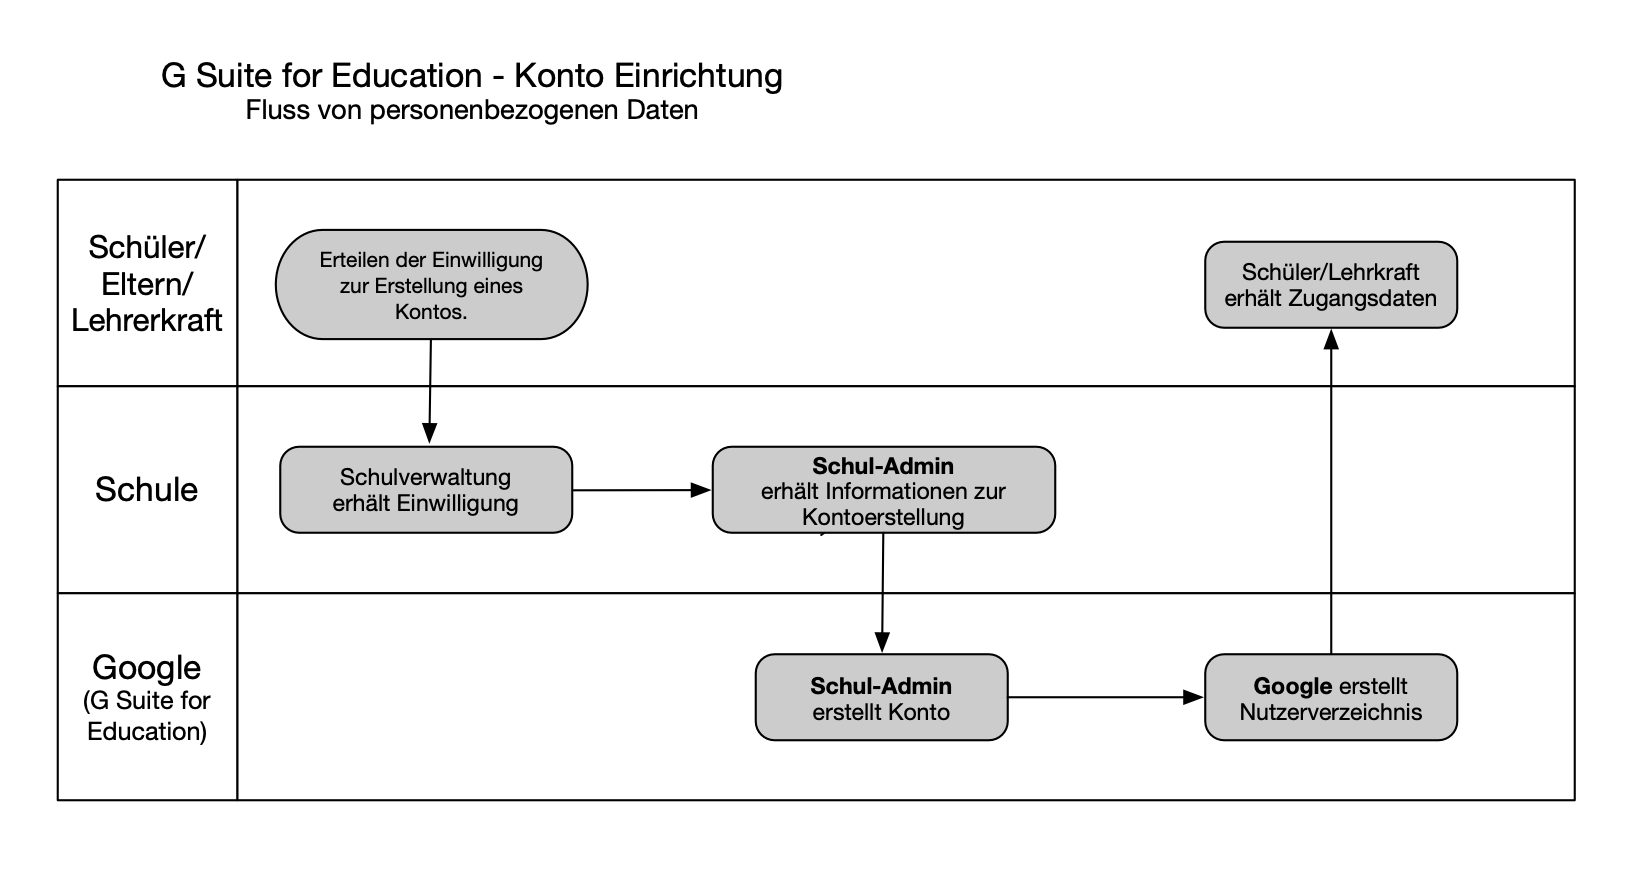 G Suite for Education - Konto Einrichtung
Fluss von personenbezogenen Daten
Schüler/
Eltern/
Lehrerkraft
Erteilen der Einwilligung
zur Erstellung eines
Kontos.
Schüler/Lehrkraft
erhält Zugangsdaten
Schule
Schulverwaltung
erhält Einwilligung
Schul-Admin
erhält Informationen zur
Kontoerstellung
Google
(G Suite for
Education)
Schul-Admin
erstellt Konto
Google erstellt
Nutzerverzeichnis